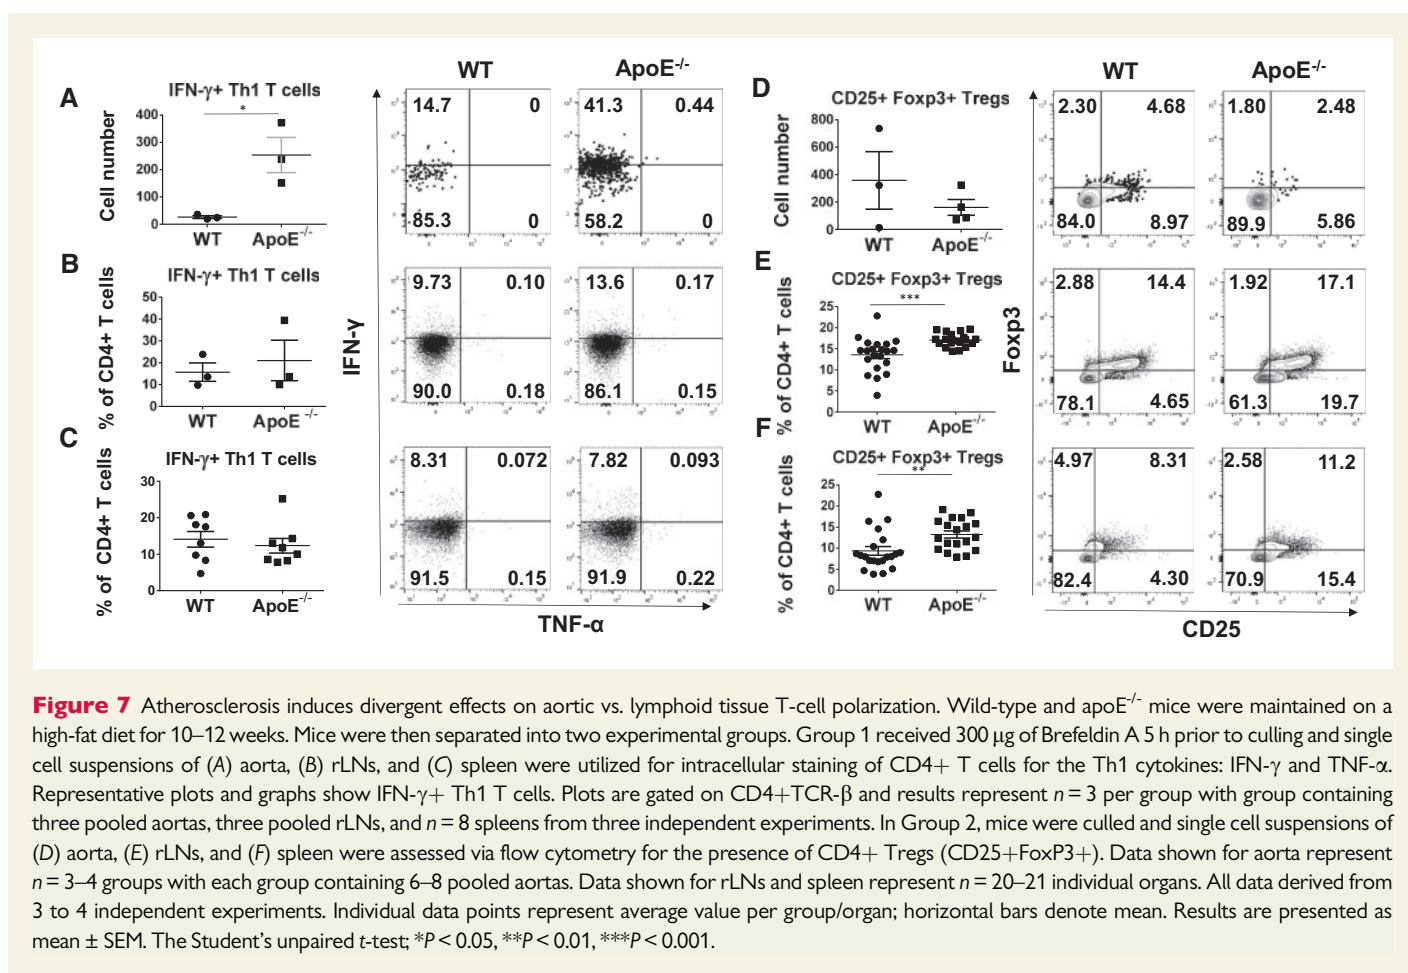 A
IFN-γ+ Th1 T cells
*
Cell number
400
300
200
100
0
WT
ApoE-/-
B
IFN-γ+ Th1 T cells
% of CD4+ T cells
50
40
30
20
10
0
WT
ApoE-/-
C
IFN-γ+ Th1 T cells
% of CD4+ T cells
30
20
10
0
WT
ApoE-/-
WT
ApoE-/-
14.7 0
85.3 0
41.3 0.44
58.2 0
9.73 0.10
90.0 0.18
13.6 0.17
86.1 0.15
8.31 0.072
91.5 0.15
7.82 0.093
91.9 0.22
IFN-γ
TNF-α
D
CD25+ Foxp3+ Tregs
Cell number
800
600
400
200
0
WT
ApoE-/-
E
CD25+ Foxp3+ Tregs
***
% of CD4+ T cells
25
20
15
10
5
0
WT
ApoE-/-
F
CD25+ Foxp3+ Tregs
**
% of CD4+ T cells
25
20
15
10
5
0
WT
ApoE-/-
WT
ApoE-/-
2.30 4.68
84.0 8.97
1.80 2.48
89.9 5.86
2.88 14.4
78.1 4.65
1.92 17.1
61.3 19.7
4.97 8.31
82.4 4.30
2.58 11.2
70.9 15.4
Foxp3
CD25
Figure 7 Atherosclerosis induces divergent effects on aortic vs. lymphoid tissue T-cell polarization. Wild-type and apoE-/- mice were maintained on a
high-fat diet for 10–12 weeks. Mice were then separated into two experimental groups. Group 1 received 300 μg of Brefeldin A 5 h prior to culling and single
cell suspensions of (A) aorta, (B) rLNs, and (C) spleen were utilized for intracellular staining of CD4+ T cells for the Th1 cytokines: IFN-γ and TNF-α.
Representative plots and graphs show IFN-γ+ Th1 T cells. Plots are gated on CD4+TCR-β and results represent n = 3 per group with group containing
three pooled aortas, three pooled rLNs, and n = 8 spleens from three independent experiments. In Group 2, mice were culled and single cell suspensions of
(D) aorta, (E) rLNs, and (F) spleen were assessed via flow cytometry for the presence of CD4+ Tregs (CD25+FoxP3+). Data shown for aorta represent
n = 3–4 groups with each group containing 6–8 pooled aortas. Data shown for rLNs and spleen represent n = 20–21 individual organs. All data derived from
3 to 4 independent experiments. Individual data points represent average value per group/organ; horizontal bars denote mean. Results are presented as
mean ± SEM. The Student's unpaired t-test; *P < 0.05, **P < 0.01, ***P < 0.001.